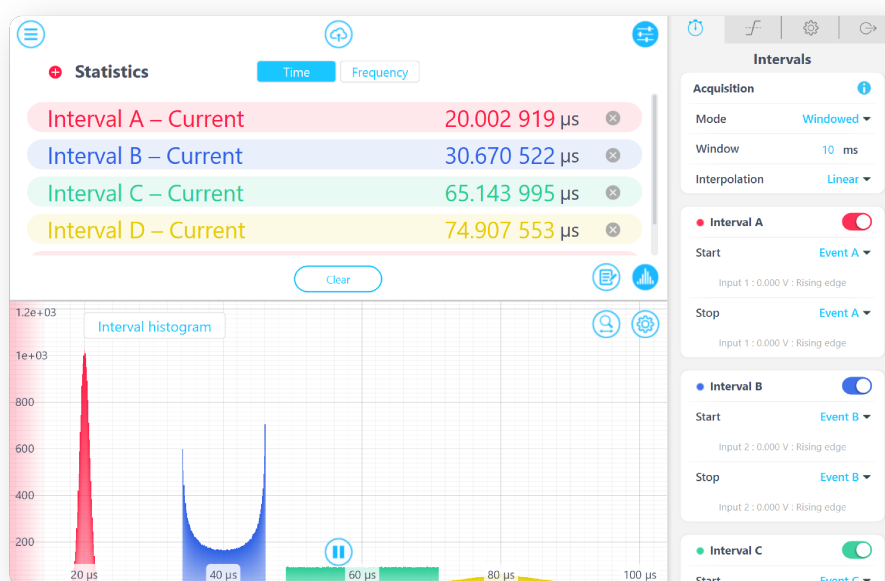 Statistics
Time
Frequency
Interval A – Current 20.002 919 µs
Interval B – Current 30.670 522 µs
Interval C – Current 65.143 995 µs
Interval D – Current 74.907 553 µs
Clear
Interval histogram
1.2e+03
1e+03
800
600
400
200
20 µs 40 µs 60 µs 80 µs 100 µs
Intervals
Acquisition
Mode Windowed
Window 10 ms
Interpolation Linear
Interval A
Start Event A
Input 1 : 0.000 V : Rising edge
Stop Event A
Input 1 : 0.000 V : Rising edge
Interval B
Start Event B
Input 2 : 0.000 V : Rising edge
Stop Event B
Input 2 : 0.000 V : Rising edge
Interval C
Start Event C